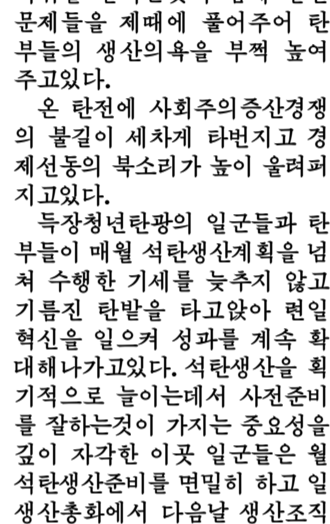 문제들을 제때에 풀어주어 탄
부들의 생산의욕을 부쩍 높여
주고있다.
온 탄전에 사회주의증산경쟁
의 불길이 세차게 타번지고 경
제선동의 북소리가 높이 울려퍼
지고있다.
득장청년탄광의 일군들과 탄
부들이 매월 석탄생산계획을 넘
쳐 수행한 기세를 늦추지 않고
기름진 탄밭을 타고앉아 련일
혁신을 일으켜 성과를 계속 확
대해나가고있다. 석탄생산을 획
기적으로 늘이는데서 사전준비
를 잘하는것이 가지는 중요성을
깊이 자각한 이곳 일군들은 월
석탄생산준비를 면밀히 하고 일
생산총화에서 다음날 생산조직